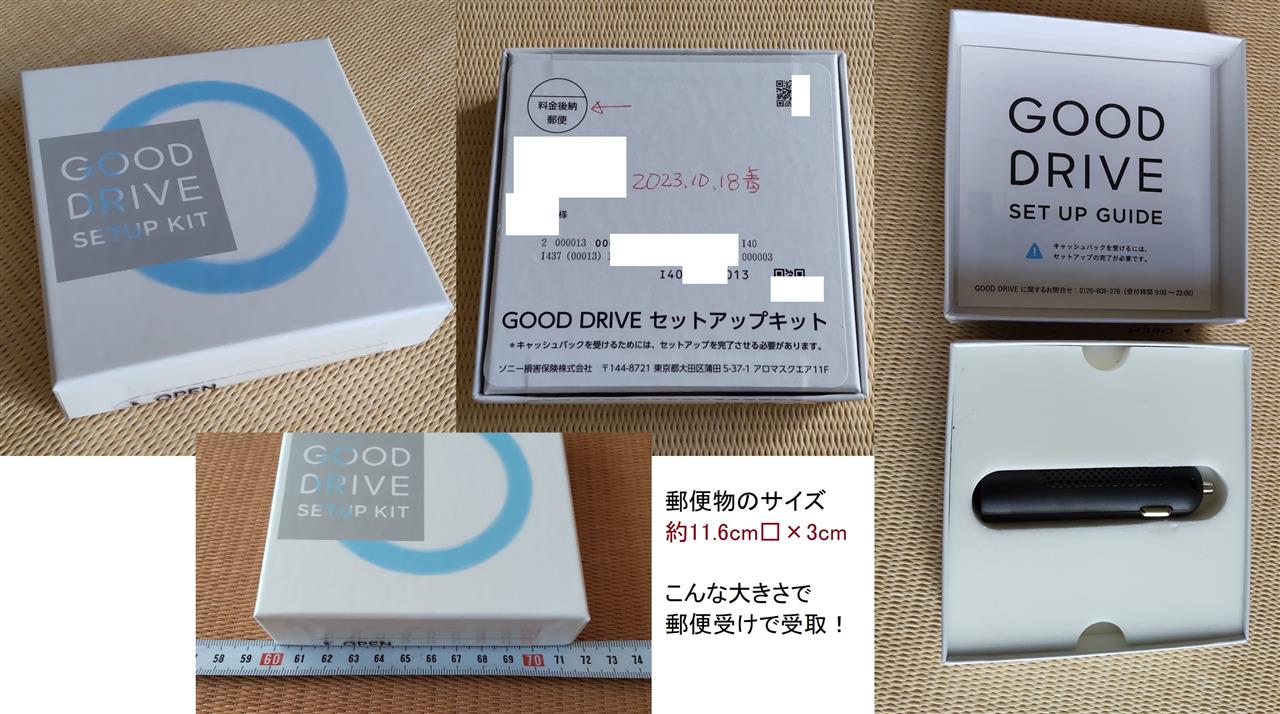 GOOD
DRIVE
SETUP KIT
OPEN
料金後納
郵便
2023.10.18着
様
2 000013 00 I40
I437 (00013) 000003
I40 013
GOOD DRIVE セットアップキット
*キャッシュバックを受けるためには、セットアップを完了させる必要があります。
ソニー損害保険株式会社 〒144-8721 東京都大田区蒲田 5-37-1 アロマスクエア11F
GOOD
DRIVE
SET UP GUIDE
キャッシュバックを受けるには、
セットアップの完了が必要です。
GOOD DRIVE に関するお問合せ:0120-808-278(受付時間 9:00~22:00)
OPEN
GOOD
DRIVE
SETUP KIT
OPEN
58 59 60 61 62 63 64 65 66 67 68 69 70 71 72 73 74
郵便物のサイズ
約11.6cm□×3cm
こんな大きさで
郵便受けで受取!